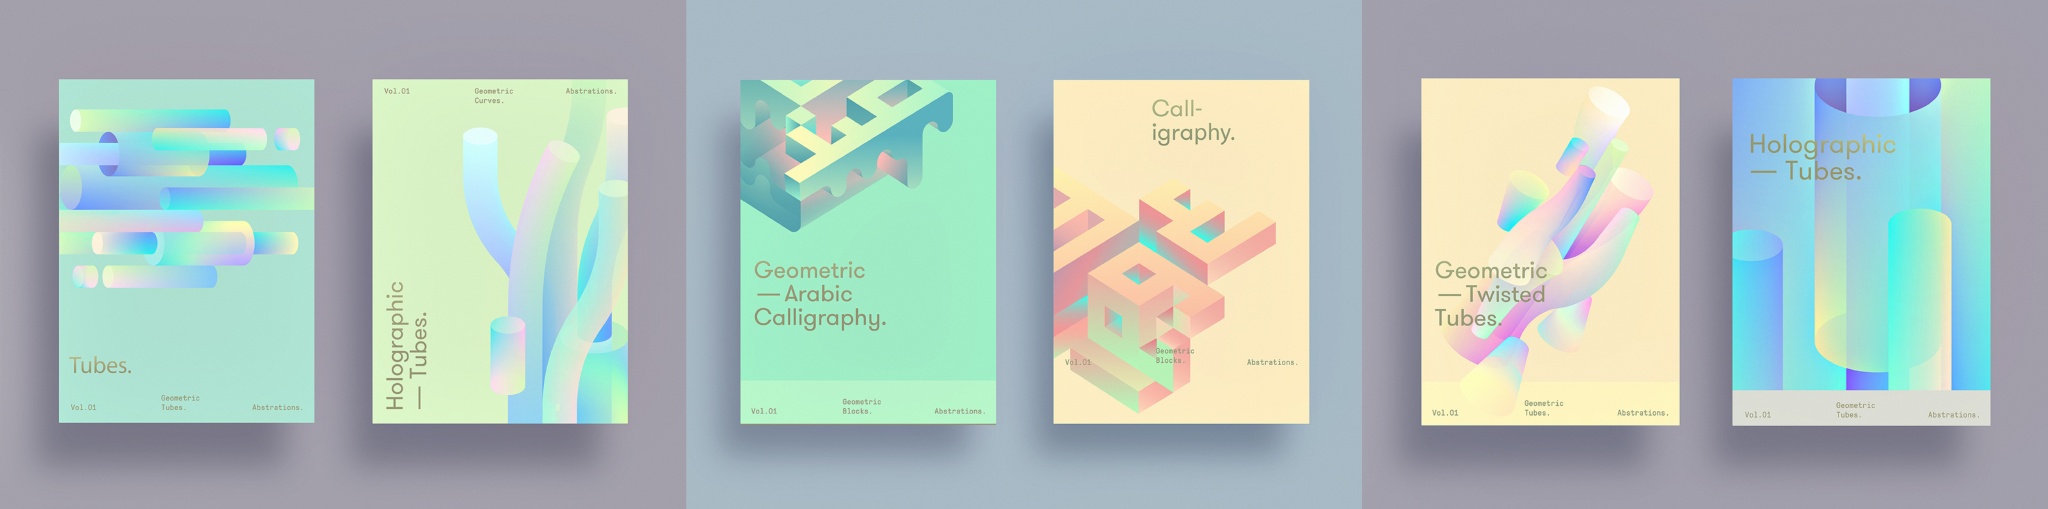 Tubes.
Vol.01
Geometric
Tubes.
Abstrations.
Vol.01
Geometric
Curves.
Abstrations.
Holographic
— Tubes.
Geometric
— Arabic
Calligraphy.
Vol.01
Geometric
Blocks.
Abstrations.
Call-
igraphy.
Vol.01
Geometric
Blocks.
Abstrations.
Geometric
— Twisted
Tubes.
Vol.01
Geometric
Tubes.
Abstrations.
Holographic
— Tubes.
Vol.01
Geometric
Tubes.
Abstrations.